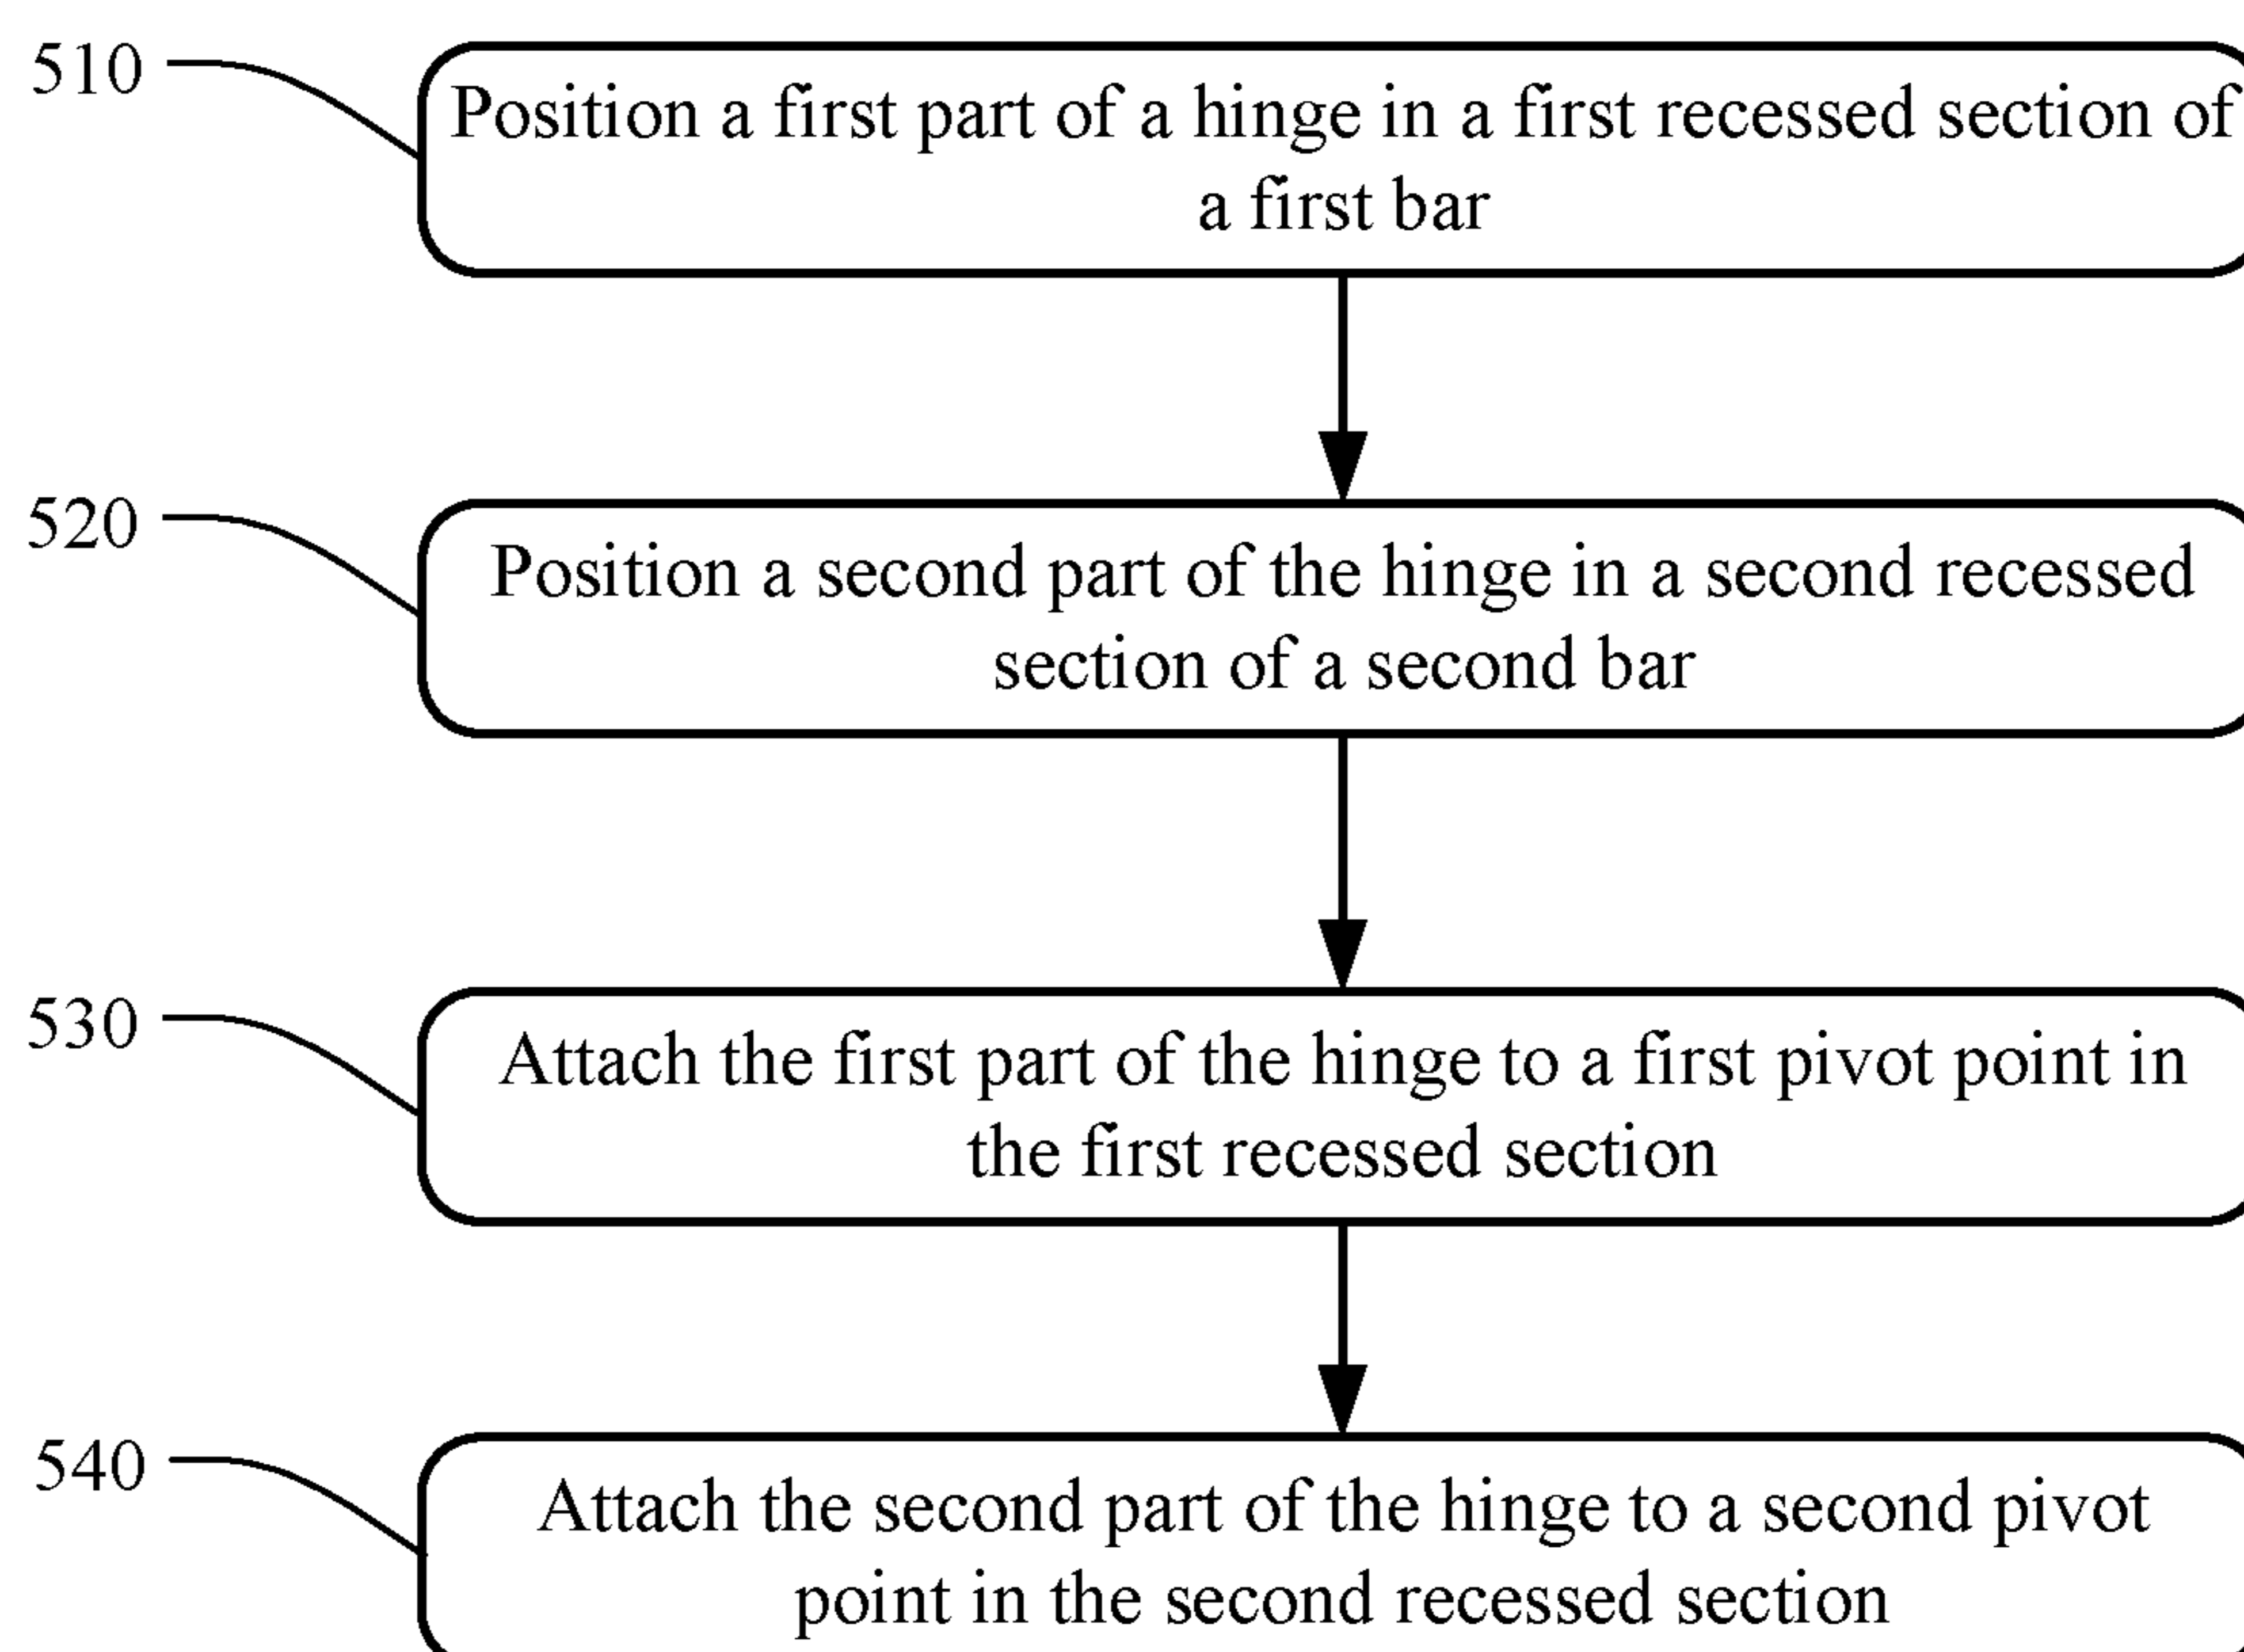 510
Position a first part of a hinge in a first recessed section of
a first bar
520
Position a second part of the hinge in a second recessed
section of a second bar
530
Attach the first part of the hinge to a first pivot point in
the first recessed section
540
Attach the second part of the hinge to a second pivot
point in the second recessed section